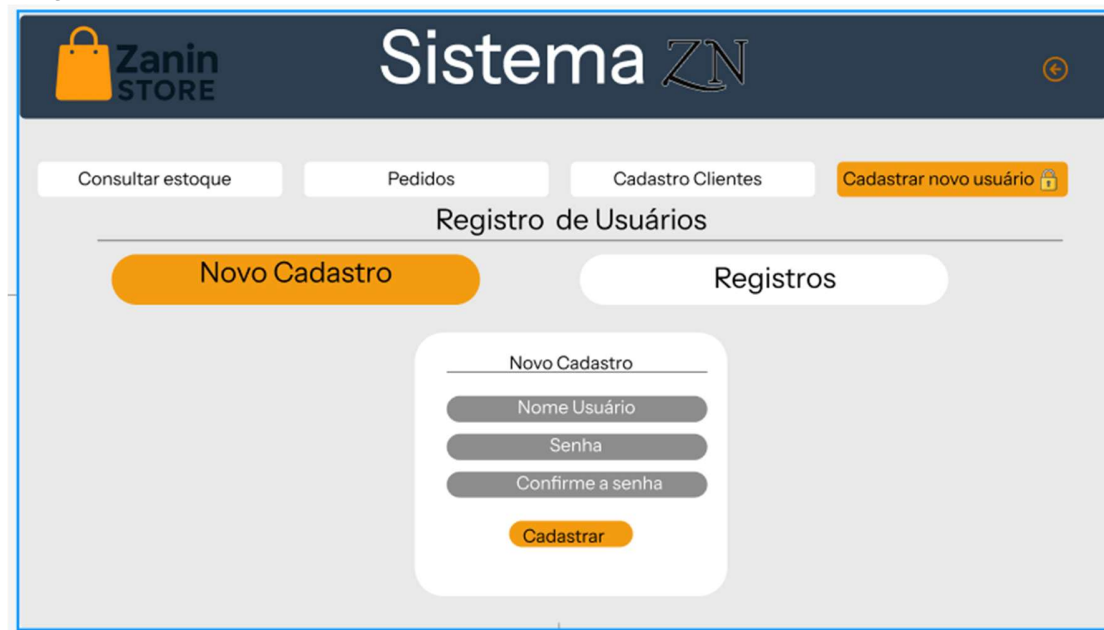 Zanin
STORE
Sistema ZN
Consultar estoque
Pedidos
Cadastro Clientes
Cadastrar novo usuário
Registro de Usuários
Novo Cadastro
Registros
Novo Cadastro
Nome Usuário
Senha
Confirme a senha
Cadastrar